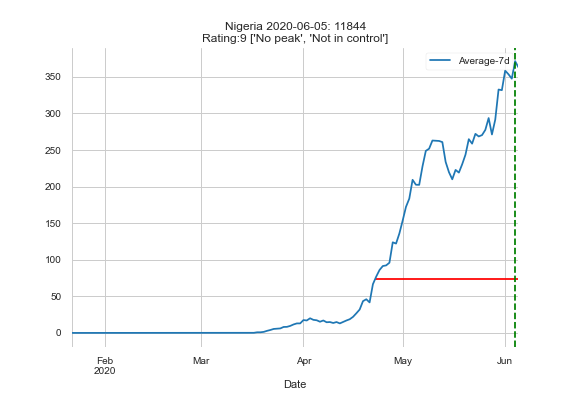 Nigeria 2020-06-05: 11844
Rating:9 ['No peak', 'Not in control']
Average-7d
350
300
250
200
150
100
50
0
Feb Mar Apr May Jun
2020
Date